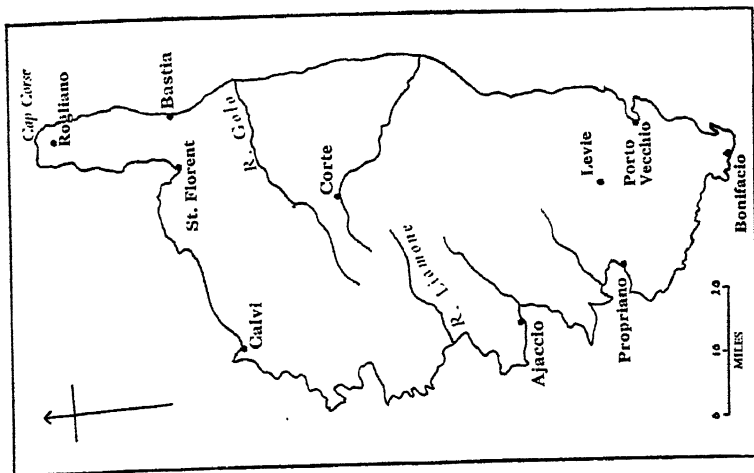 Cap Corse
Rogliano
Bastia
St. Florent
R. Golo
Calvi
Corte
R. Liamone
Ajaccio
Levie
Porto
Vecchio
Propriano
Bonifacio
0 10 20
MILES